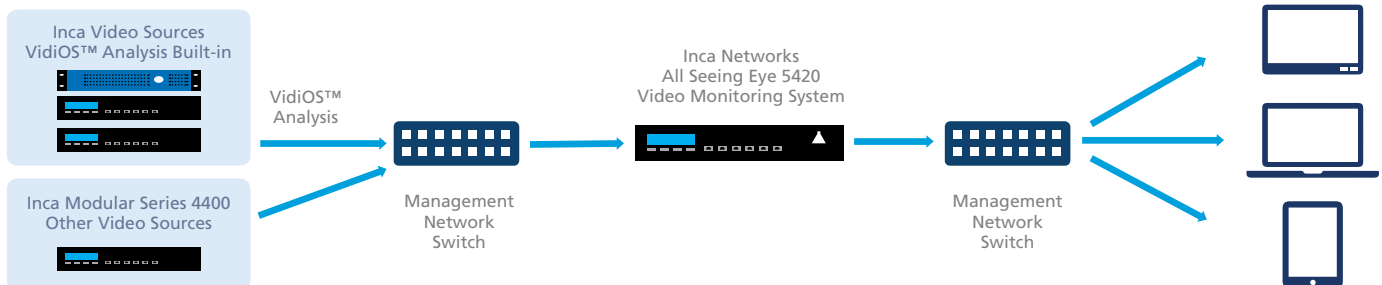 Inca Video Sources
VidiOS™ Analysis Built-in
VidiOS™
Analysis
Inca Modular Series 4400
Other Video Sources
Management
Network
Switch
Inca Networks
All Seeing Eye 5420
Video Monitoring System
Management
Network
Switch